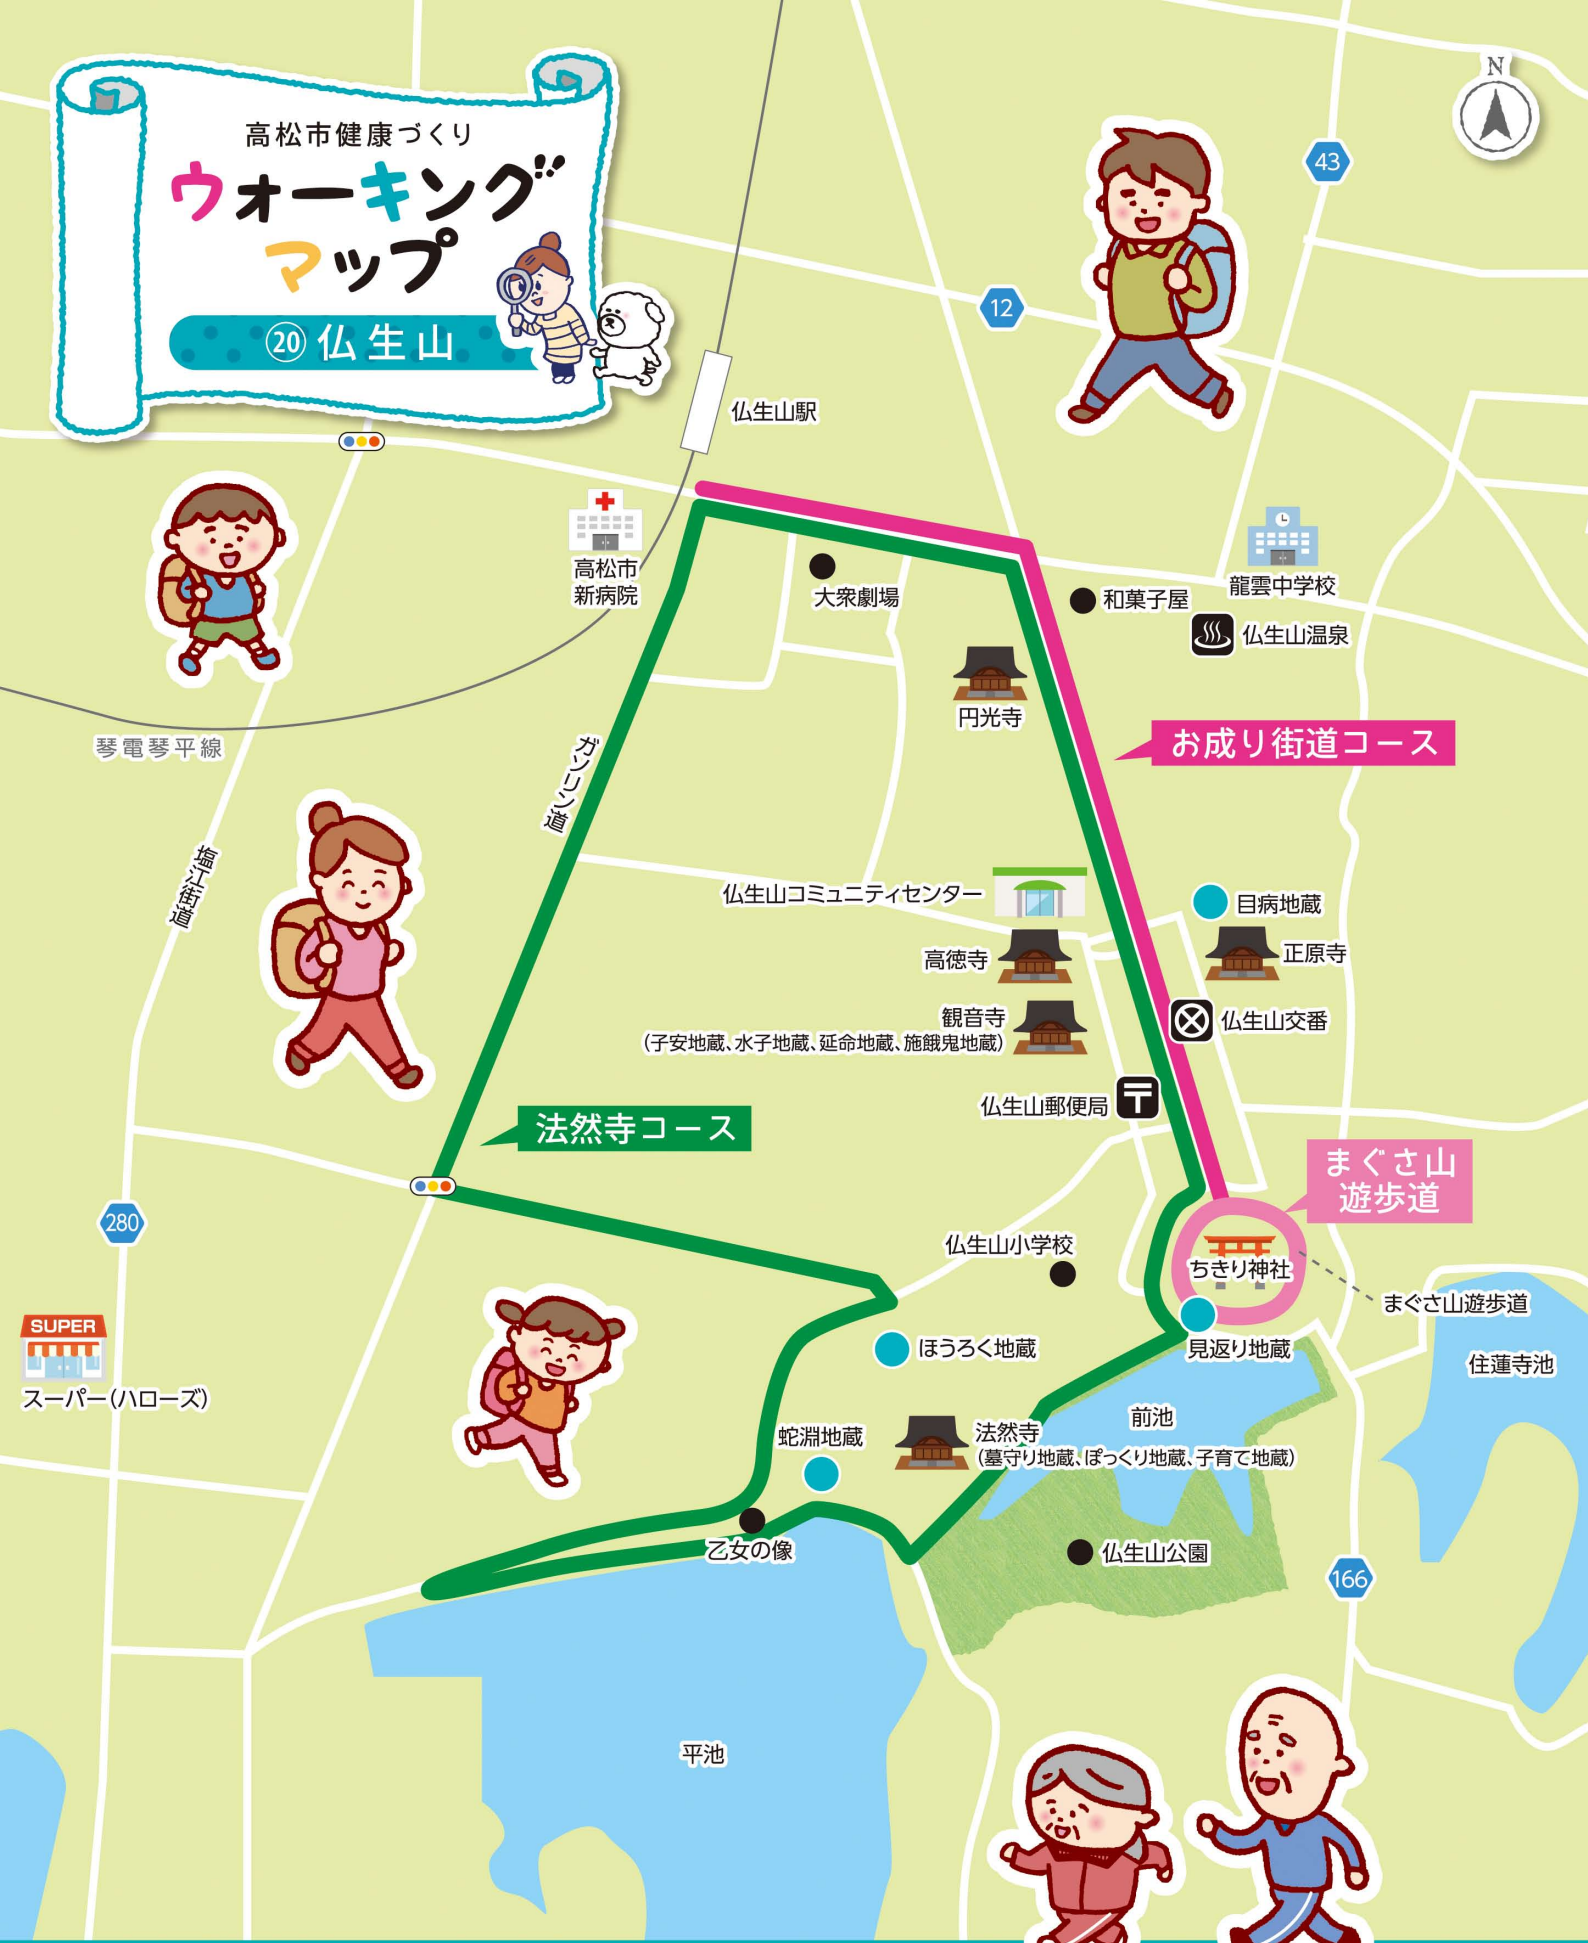 高松市健康づくり
ウォーキング!!
マップ
⑳仏生山
N
43
12
仏生山駅
高松市
新病院
大衆劇場
和菓子屋
龍雲中学校
仏生山温泉
円光寺
お成り街道コース
琴電琴平線
ガソリン道
塩江街道
仏生山コミュニティセンター
目病地蔵
高徳寺
正原寺
観音寺
(子安地蔵、水子地蔵、延命地蔵、施餓鬼地蔵)
仏生山交番
仏生山郵便局
法然寺コース
まぐさ山
遊歩道
280
仏生山小学校
ちきり神社
まぐさ山遊歩道
SUPER
スーパー(ハローズ)
ほうろく地蔵
見返り地蔵
住蓮寺池
前池
蛇淵地蔵
法然寺
(墓守り地蔵、ぽっくり地蔵、子育て地蔵)
乙女の像
仏生山公園
166
平池